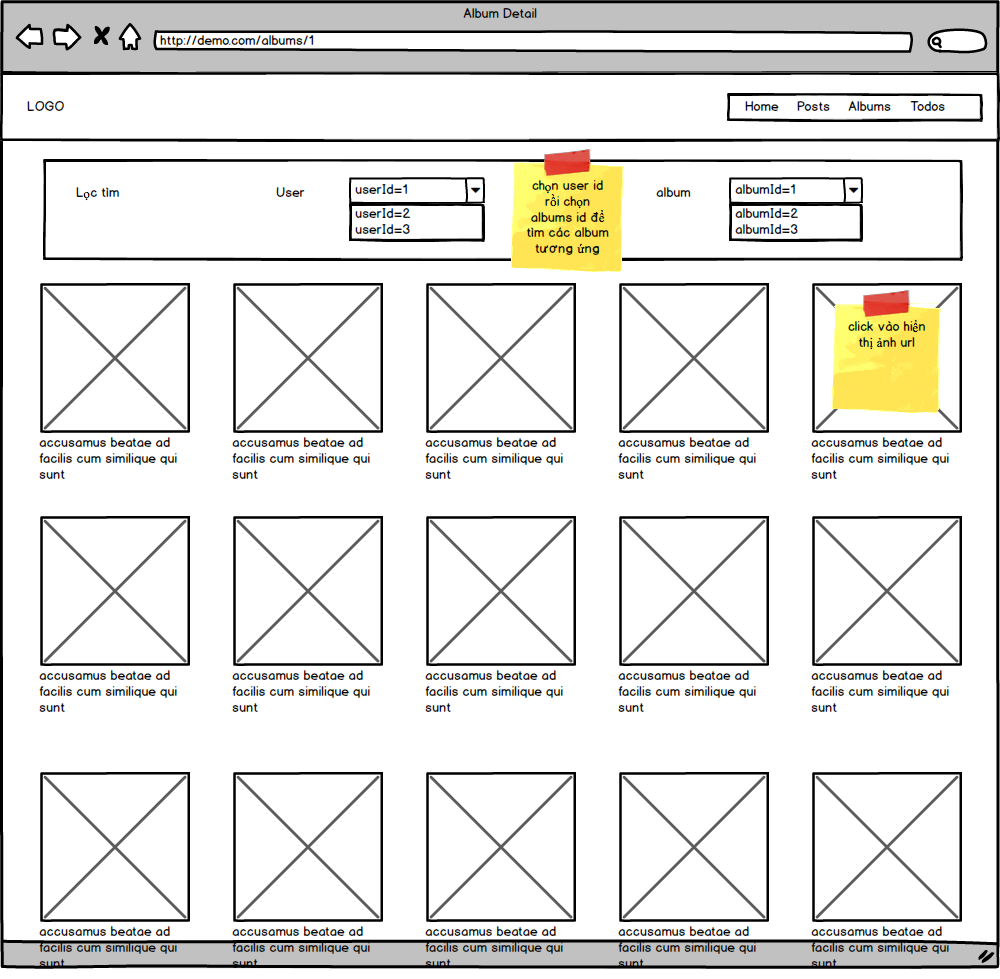 Album Detail
http://demo.com/albums/1
LOGO
Home Posts Albums Todos
Lọc tìm
User
userId=1
userId=2
userId=3
chọn user id
rồi chọn
albums id để
tìm các album
tương ứng
album
albumId=1
albumId=2
albumId=3
click vào hiển
thị ảnh url
accusamus beatae ad
facilis cum similique qui
sunt
accusamus beatae ad
facilis cum similique qui
sunt
accusamus beatae ad
facilis cum similique qui
sunt
accusamus beatae ad
facilis cum similique qui
sunt
accusamus beatae ad
facilis cum similique qui
sunt
accusamus beatae ad
facilis cum similique qui
sunt
accusamus beatae ad
facilis cum similique qui
sunt
accusamus beatae ad
facilis cum similique qui
sunt
accusamus beatae ad
facilis cum similique qui
sunt
accusamus beatae ad
facilis cum similique qui
sunt
accusamus beatae ad
facilis cum similique qui
sunt
accusamus beatae ad
facilis cum similique qui
sunt
accusamus beatae ad
facilis cum similique qui
sunt
accusamus beatae ad
facilis cum similique qui
sunt
accusamus beatae ad
facilis cum similique qui
sunt